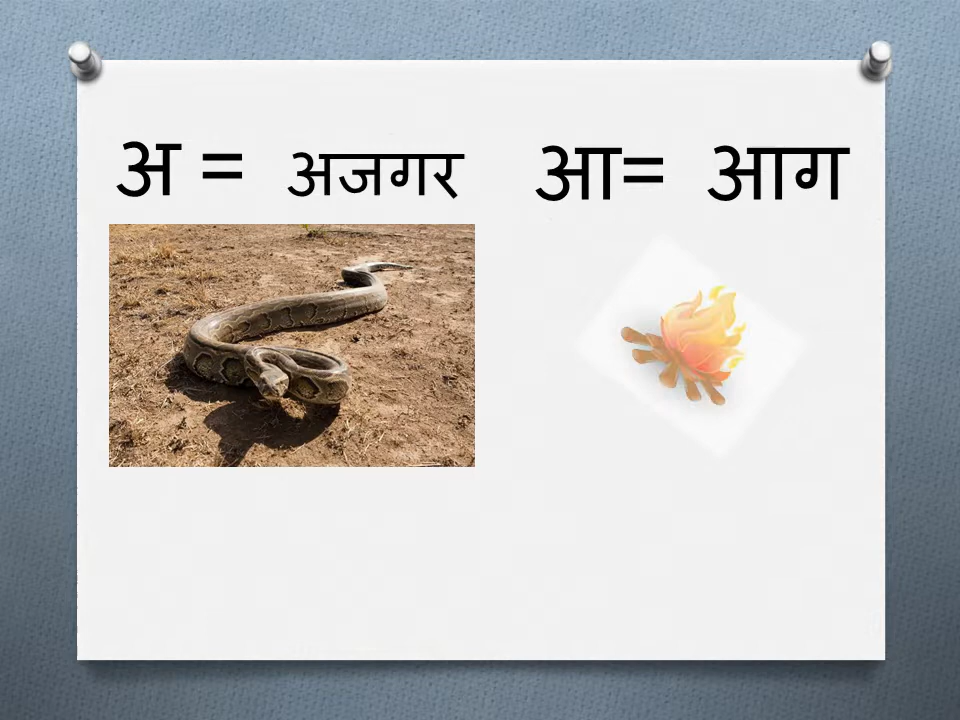 अ = अजगर आ= आग